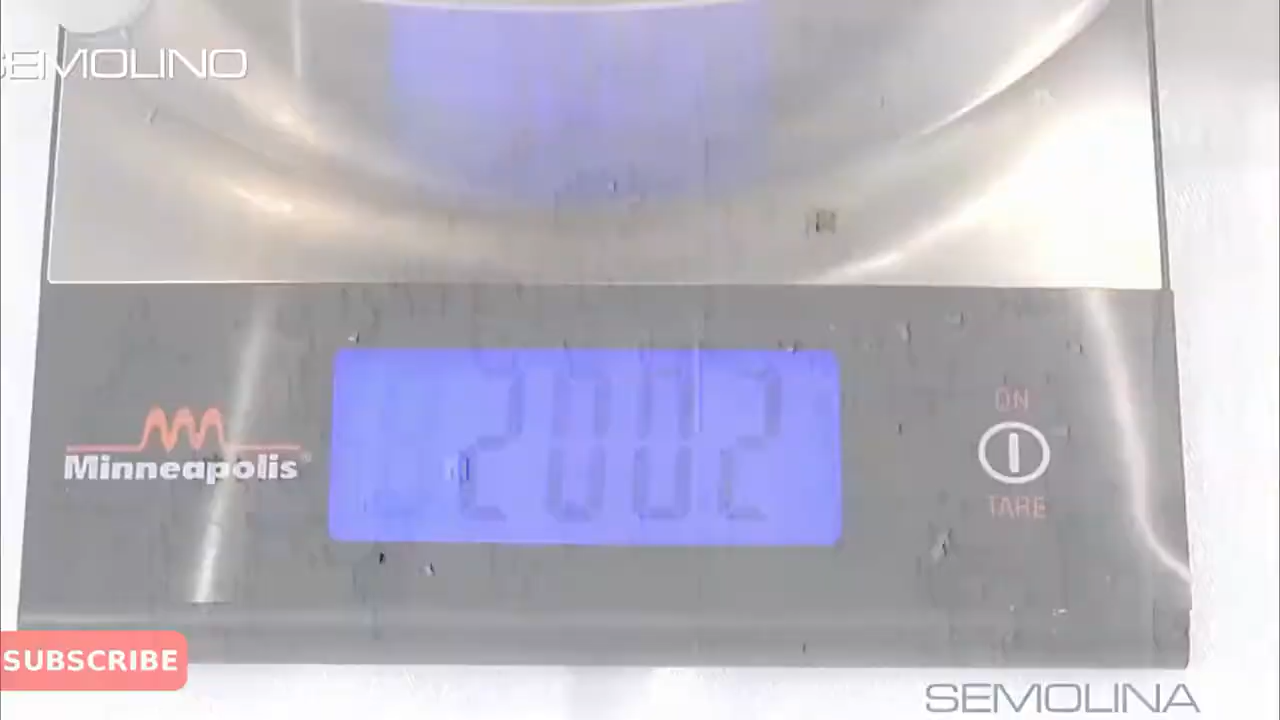 SEMOLINO
2002
ON
Minneapolis
TARE
SUBSCRIBE
SEMOLINA